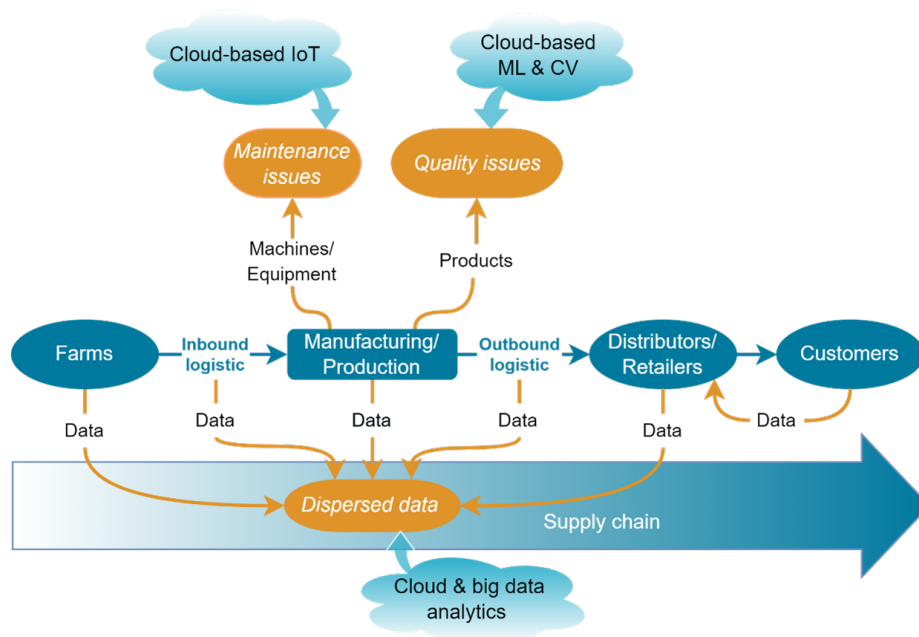 Cloud-based IoT
Cloud-based
ML & CV
Maintenance
issues
Quality issues
Machines/
Equipment
Products
Farms
Inbound
logistic
Manufacturing/
Production
Outbound
logistic
Distributors/
Retailers
Customers
Data
Data
Data
Data
Data
Data
Dispersed data
Supply chain
Cloud & big data
analytics